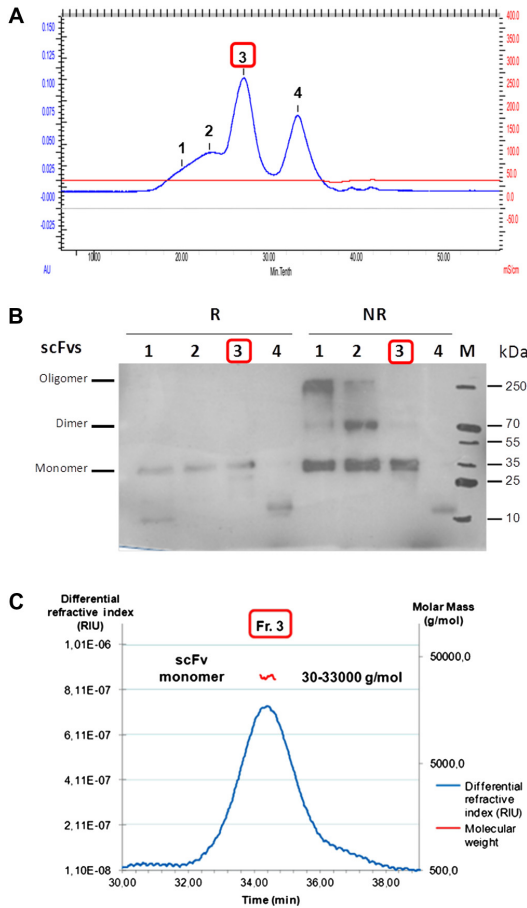 A
0.150
0.125
0.100
0.075
0.050
0.025
-0.000
-0.025
AU
1
2
3
4
400.0
350.0
300.0
250.0
200.0
150.0
100.0
50.0
0.0
-50.0
mS/cm
10.00
20.00
30.00
40.00
50.00
Min.Tenth
B
R
NR
scFvs
1 2 3 4 1 2 3 4 M kDa
Oligomer
Dimer
Monomer
250
70
55
35
25
10
C
Differential
refractive index
(RIU)
Fr. 3
Molar Mass
(g/mol)
1,01E-06
8,11E-07
6,11E-07
4,11E-07
2,11E-07
1,10E-08
scFv
monomer
30-33000 g/mol
50000,0
5000,0
500,0
Differential
refractive
index (RIU)
Molecular
weight
30.00 32.00 34.00 36.00 38.00
Time (min)